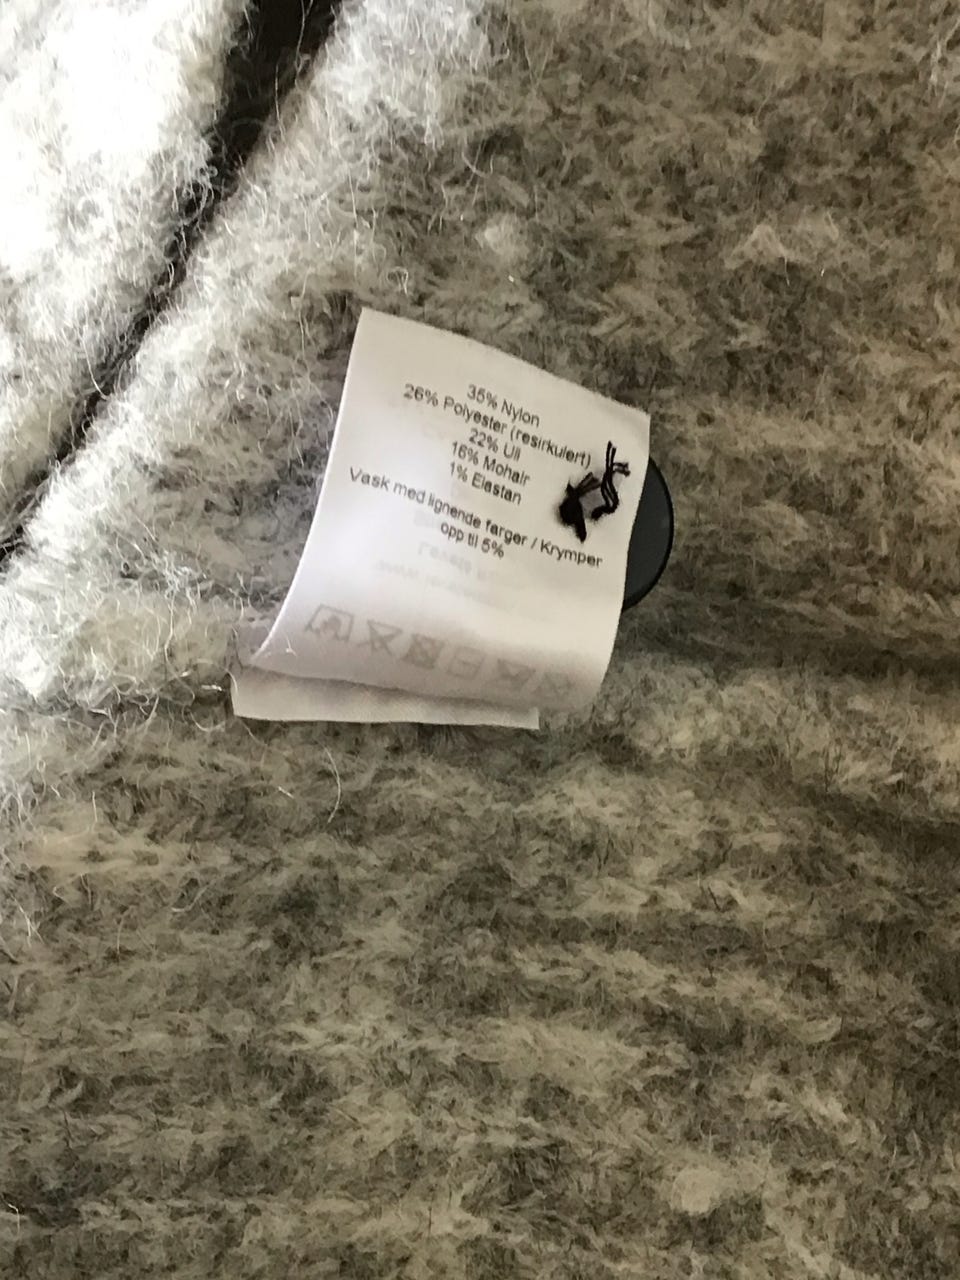 35% Nylon
26% Polyester (resirkulert)
22% Ull
16% Mohair
1% Elastan
Vask med lignende farger / Krymper
opp til 5%